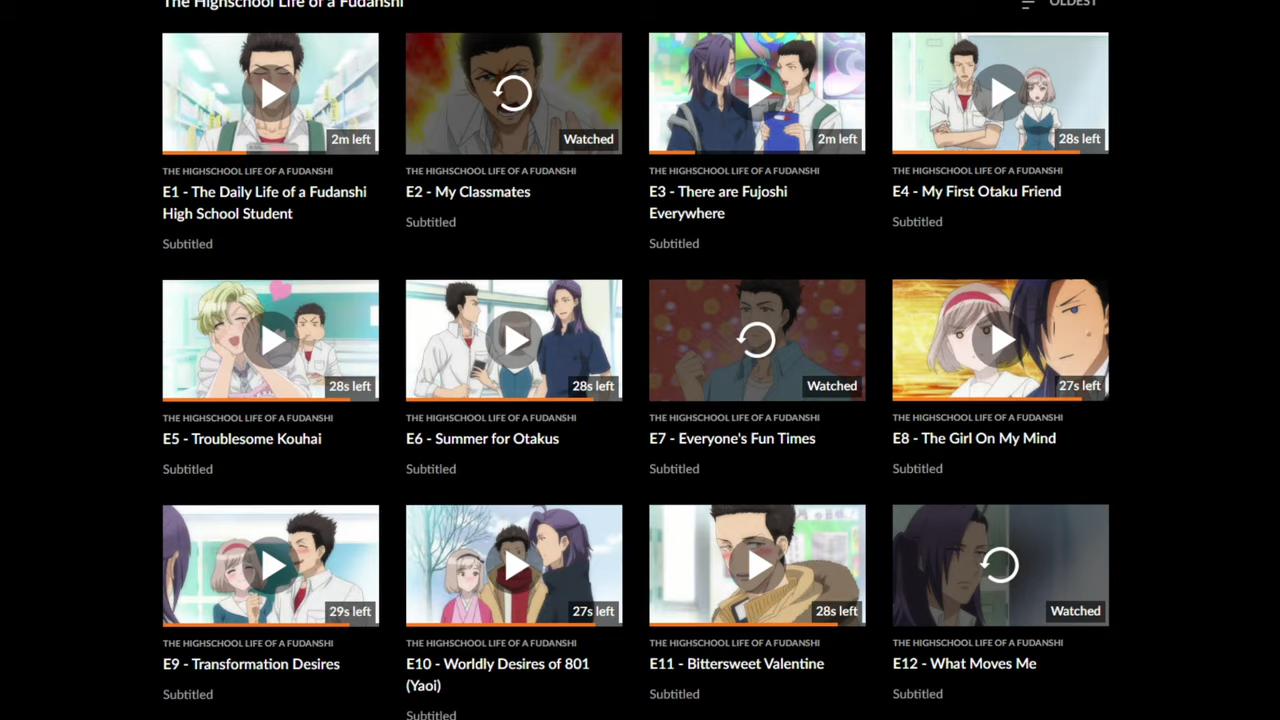 The Highschool Life of a Fudanshi
OLDEST
2m left
Watched
2m left
28s left
THE HIGHSCHOOL LIFE OF A FUDANSHI
THE HIGHSCHOOL LIFE OF A FUDANSHI
THE HIGHSCHOOL LIFE OF A FUDANSHI
THE HIGHSCHOOL LIFE OF A FUDANSHI
E1 - The Daily Life of a Fudanshi
High School Student
E2 - My Classmates
E3 - There are Fujoshi
Everywhere
E4 - My First Otaku Friend
Subtitled
Subtitled
Subtitled
Subtitled
28s left
28s left
Watched
27s left
THE HIGHSCHOOL LIFE OF A FUDANSHI
THE HIGHSCHOOL LIFE OF A FUDANSHI
THE HIGHSCHOOL LIFE OF A FUDANSHI
THE HIGHSCHOOL LIFE OF A FUDANSHI
E5 - Troublesome Kouhai
E6 - Summer for Otakus
E7 - Everyone's Fun Times
E8 - The Girl On My Mind
Subtitled
Subtitled
Subtitled
Subtitled
29s left
27s left
28s left
Watched
THE HIGHSCHOOL LIFE OF A FUDANSHI
THE HIGHSCHOOL LIFE OF A FUDANSHI
THE HIGHSCHOOL LIFE OF A FUDANSHI
THE HIGHSCHOOL LIFE OF A FUDANSHI
E9 - Transformation Desires
E10 - Worldly Desires of 801
(Yaoi)
E11 - Bittersweet Valentine
E12 - What Moves Me
Subtitled
Subtitled
Subtitled
Subtitled